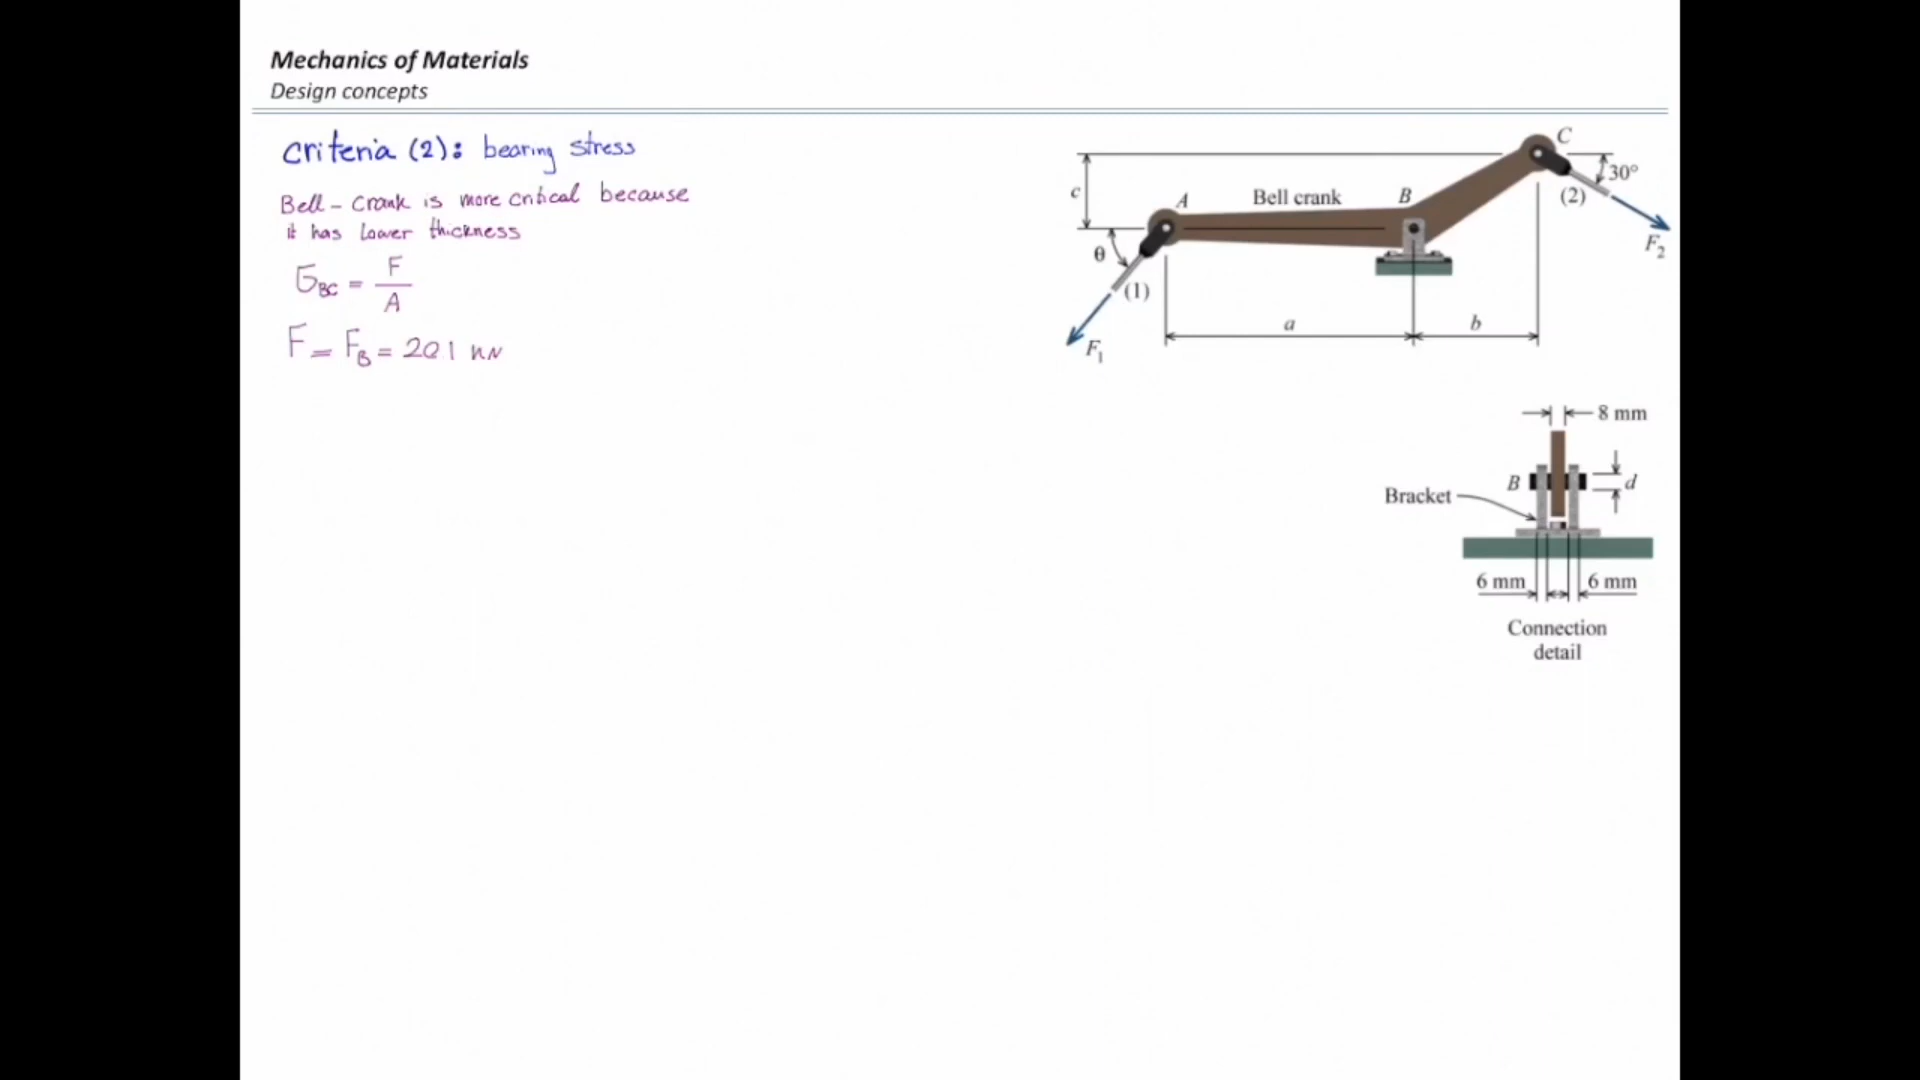 Mechanics of Materials
Design concepts
criteria (2): bearing stress
Bell-crank is more critical because
it has lower thickness
σBC = F
A
F = FB = 20.1 kN
C
30°
c
A
Bell crank
B
(2)
θ
F2
(1)
a
b
F1
8 mm
B
d
Bracket
6 mm
6 mm
Connection
detail